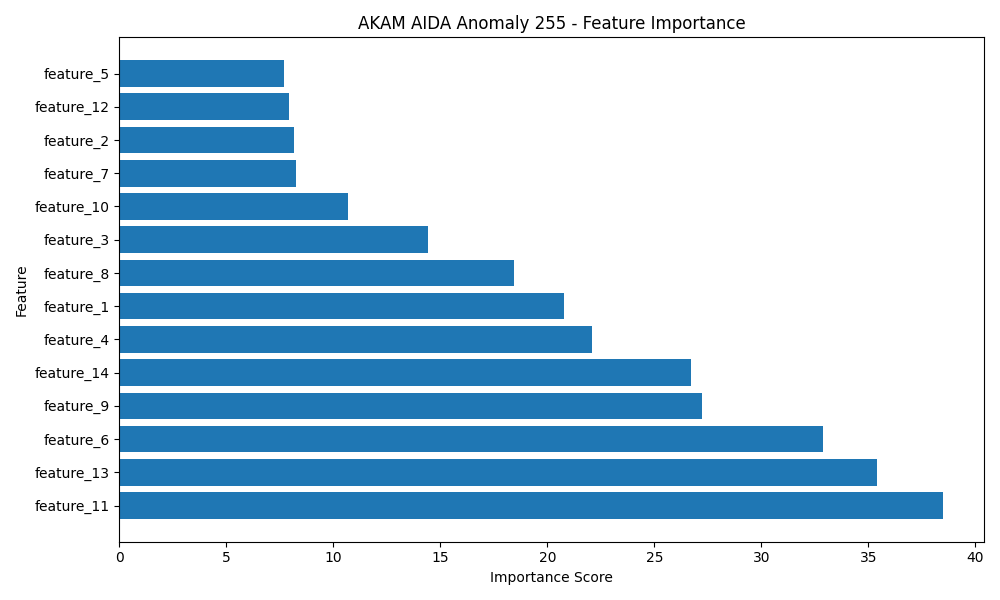 AKAM AIDA Anomaly 255 - Feature Importance
feature_5
feature_12
feature_2
feature_7
feature_10
feature_3
feature_8
feature_1
feature_4
feature_14
feature_9
feature_6
feature_13
feature_11
Feature
0 5 10 15 20 25 30 35 40
Importance Score